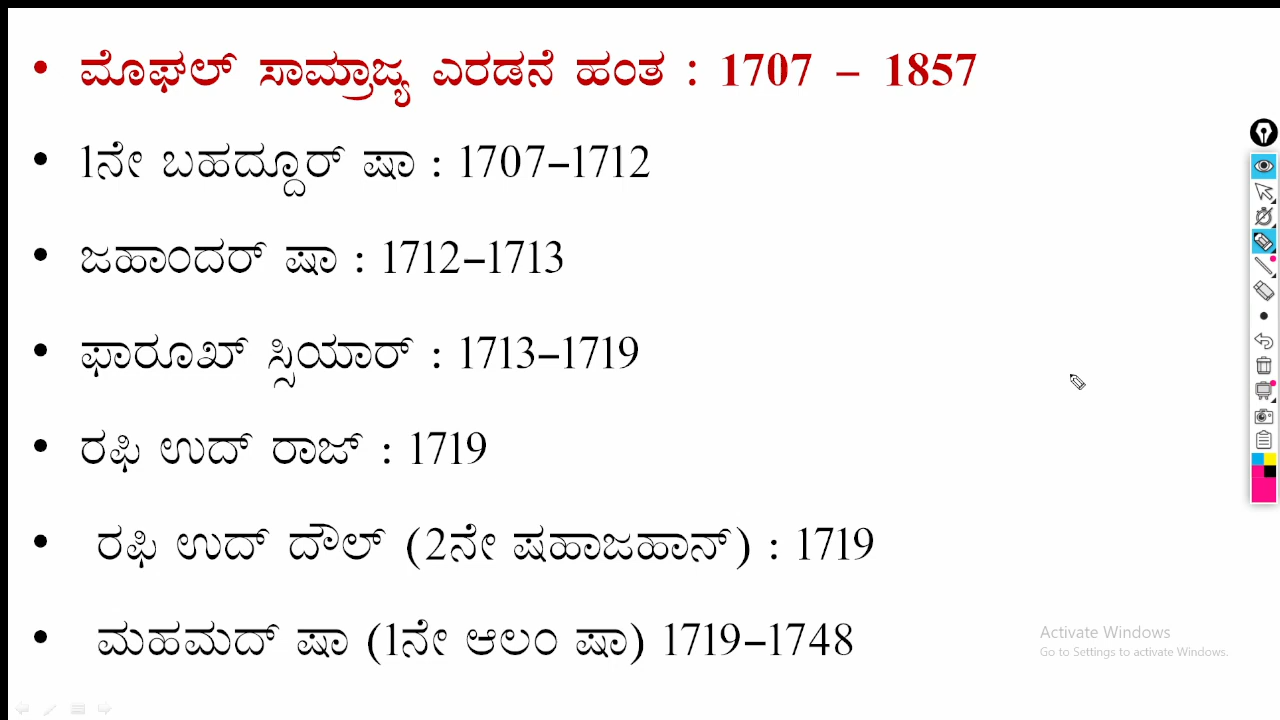 • ಮೊಘಲ್ ಸಾಮ್ರಾಜ್ಯ ಎರಡನೆ ಹಂತ : 1707 – 1857
• 1ನೇ ಬಹದ್ದೂರ್ ಷಾ : 1707–1712
• ಜಹಾಂದರ್ ಷಾ : 1712–1713
• ಫಾರೂಖ್ ಸ್ಸಿಯಾರ್ : 1713–1719
• ರಫಿ ಉದ್ ರಾಜ್ : 1719
• ರಫಿ ಉದ್ ದೌಲ್ (2ನೇ ಷಹಾಜಹಾನ್) : 1719
• ಮಹಮದ್ ಷಾ (1ನೇ ಆಲಂ ಷಾ) 1719–1748
Activate Windows
Go to Settings to activate Windows.